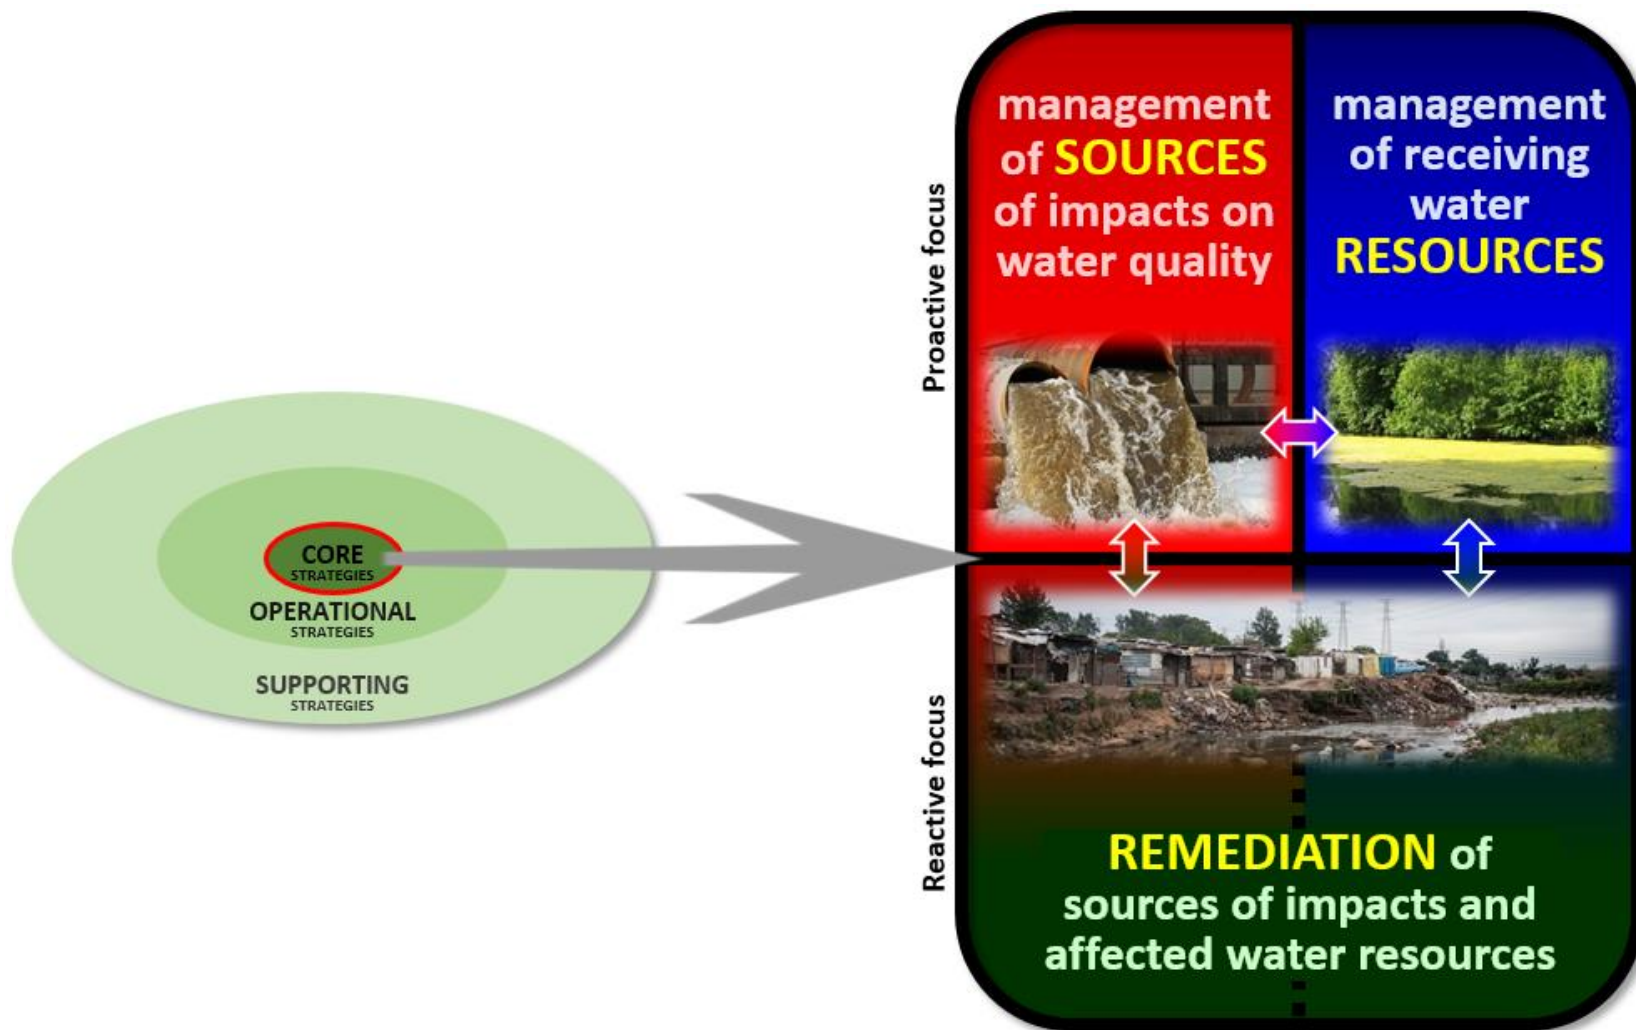 CORE
STRATEGIES
OPERATIONAL
STRATEGIES
SUPPORTING
STRATEGIES
Proactive focus
management
of SOURCES
of impacts on
water quality
management
of receiving
water
RESOURCES
Reactive focus
REMEDIATION of
sources of impacts and
affected water resources